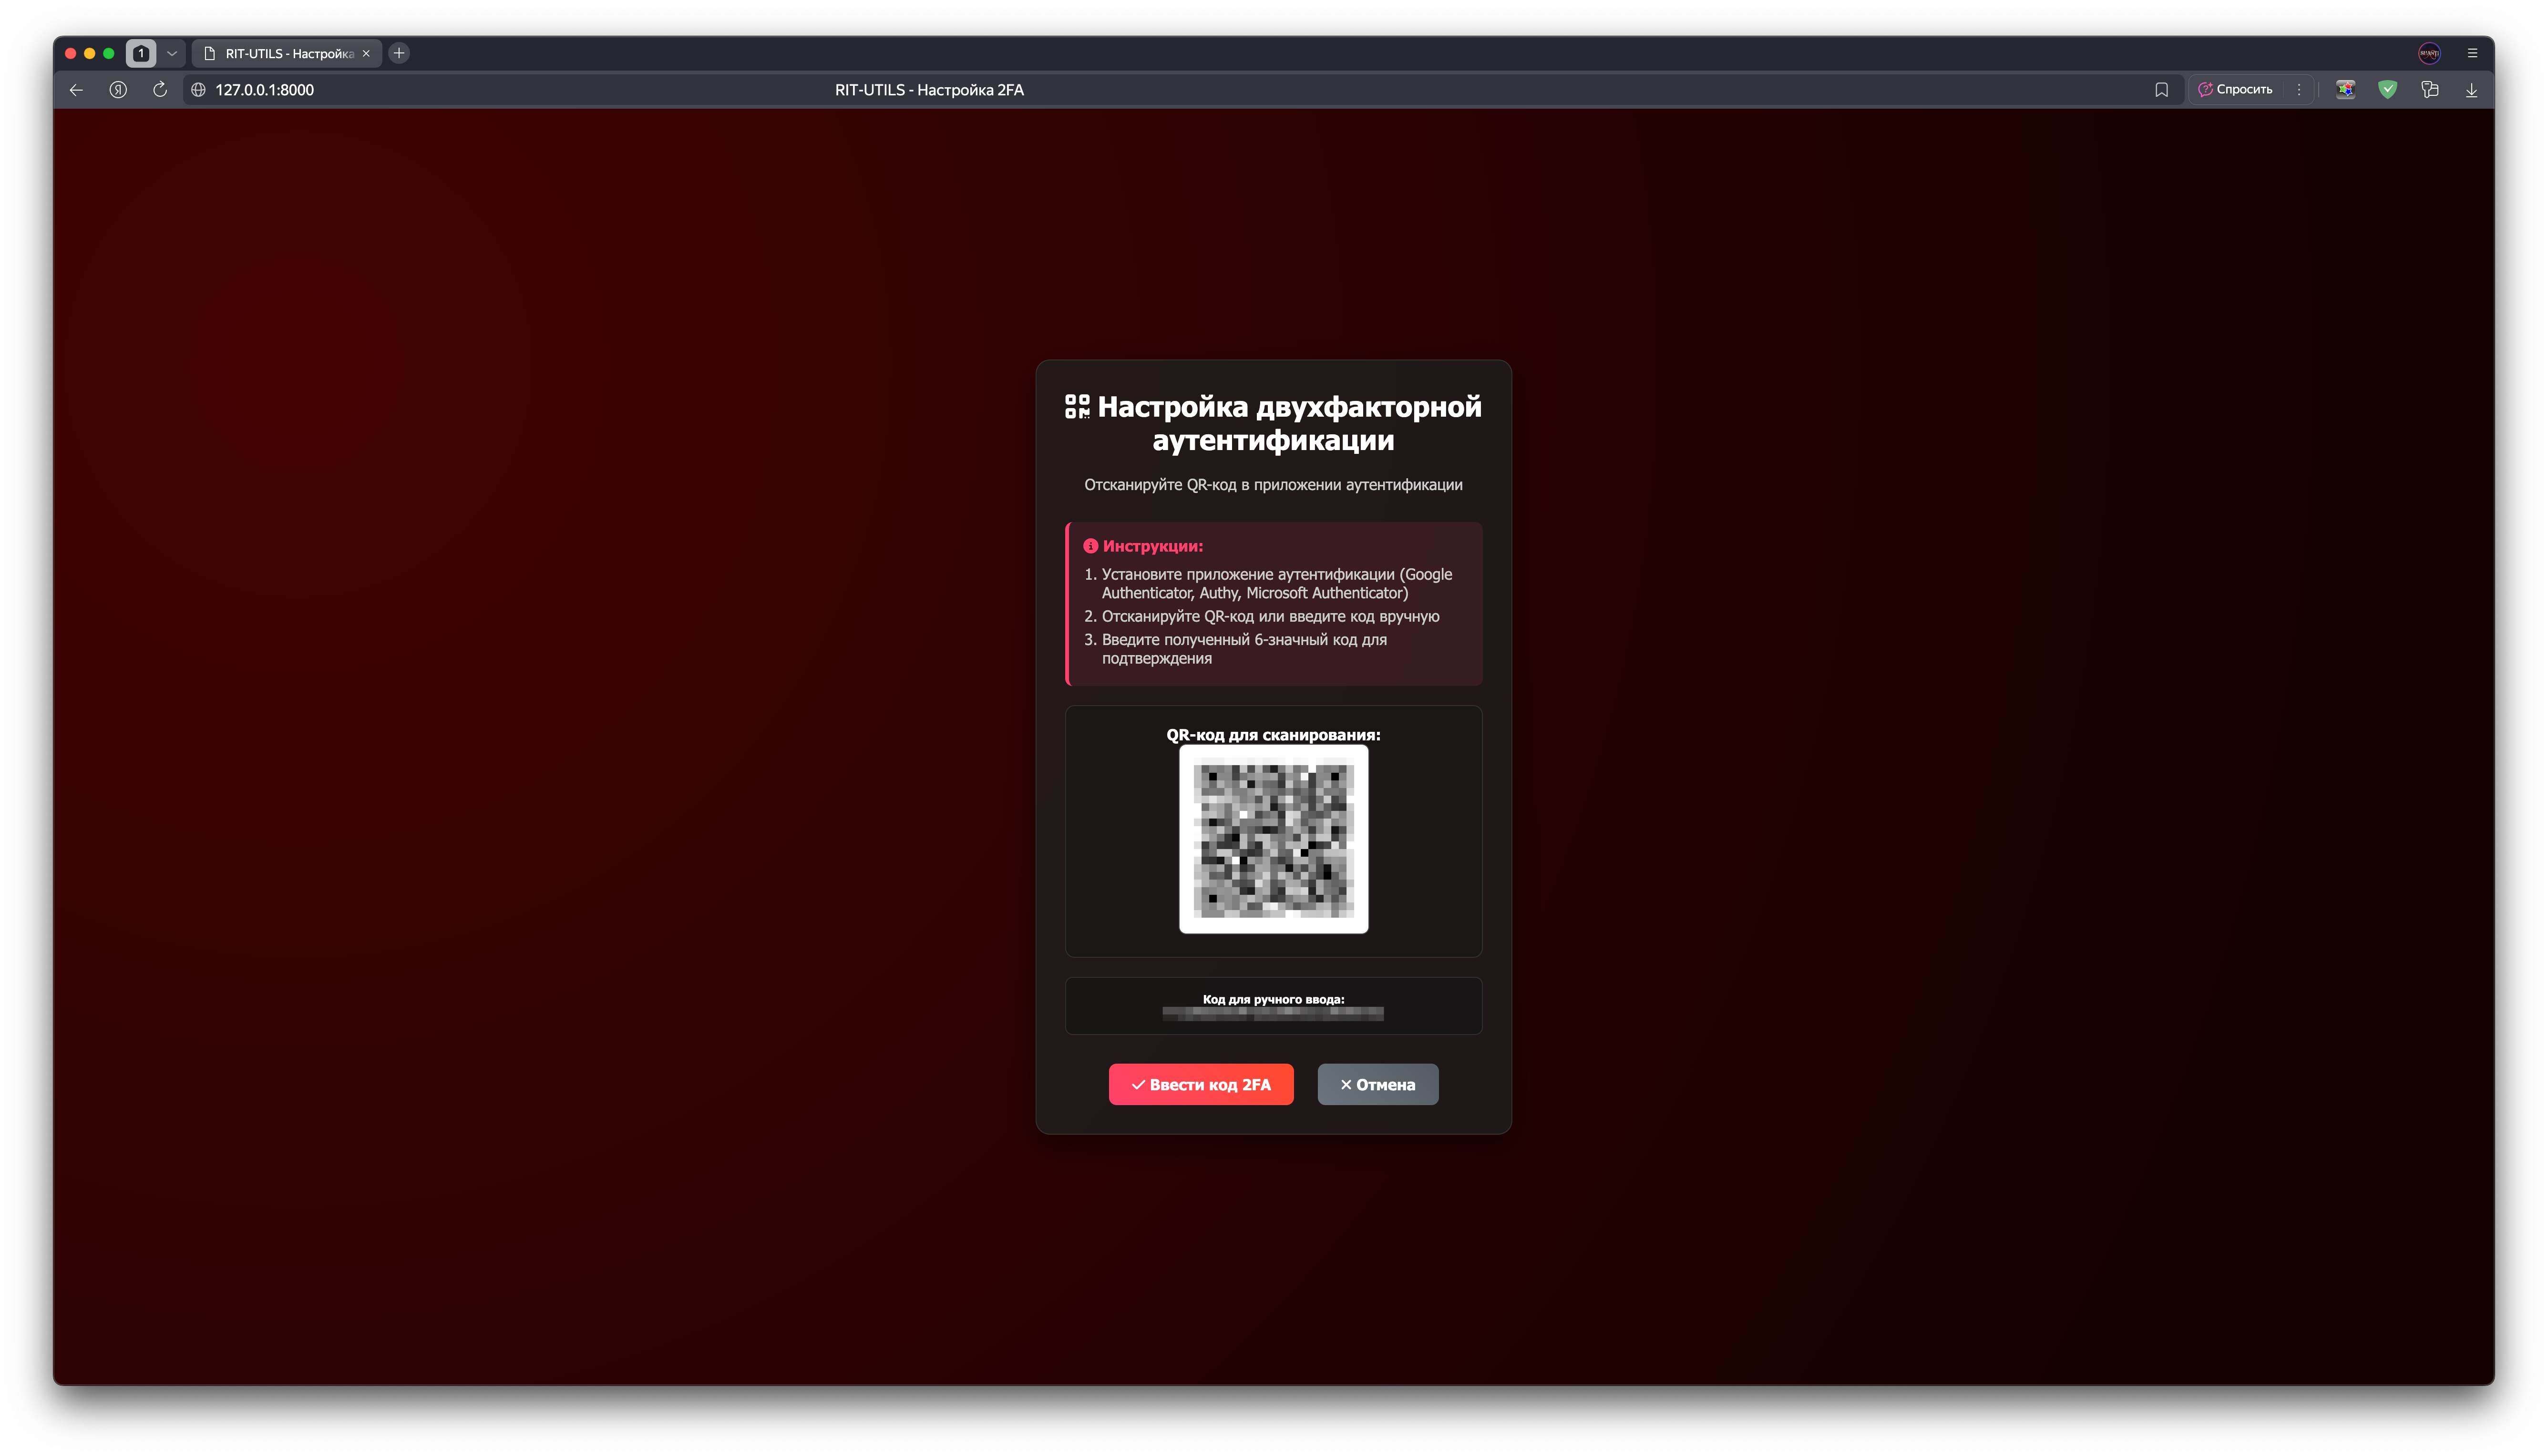 1
RIT-UTILS - Настройка
127.0.0.1:8000
RIT-UTILS - Настройка 2FA
Спросить
Настройка двухфакторной
аутентификации
Отсканируйте QR-код в приложении аутентификации
Инструкции:
1. Установите приложение аутентификации (Google
Authenticator, Authy, Microsoft Authenticator)
2. Отсканируйте QR-код или введите код вручную
3. Введите полученный 6-значный код для
подтверждения
QR-код для сканирования:
Код для ручного ввода:
Ввести код 2FA
Отмена